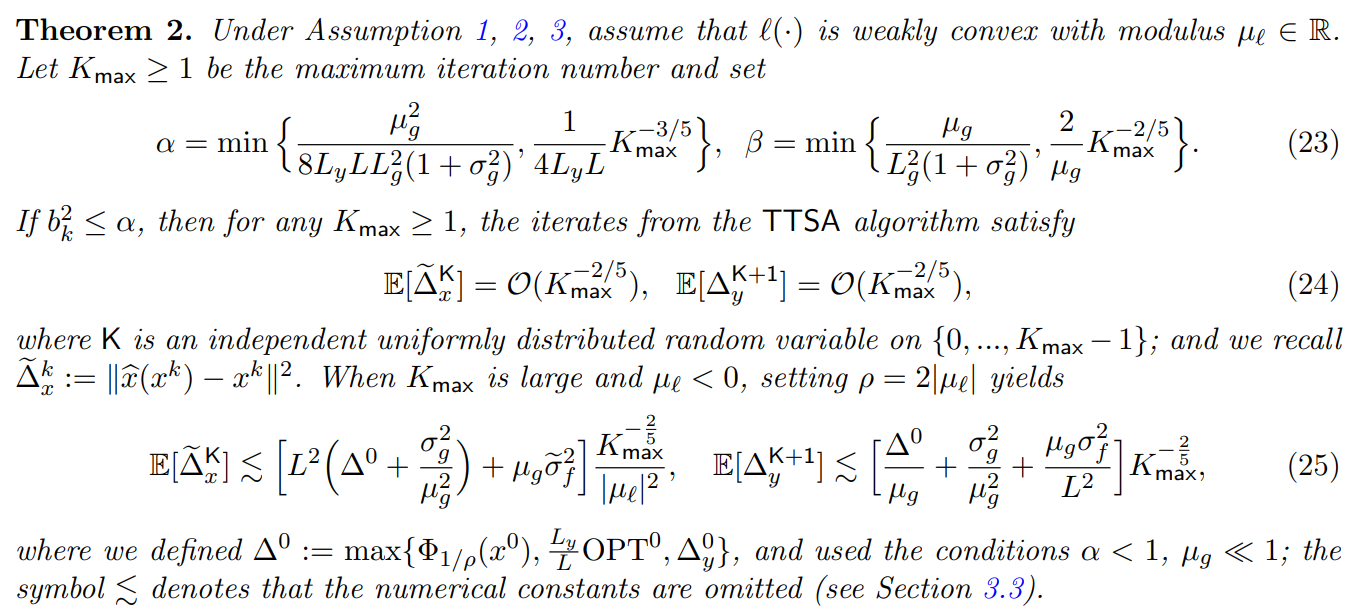 Theorem 2. Under Assumption 1, 2, 3, assume that ℓ(·) is weakly convex with modulus μ_ℓ ∈ ℝ.
Let K_max ≥ 1 be the maximum iteration number and set
α = min { μ_g^2 / (8L_y L L_g^2(1 + σ_g^2)), 1/(4L_y L) K_max^{-3/5} }, β = min { μ_g / (L_g^2(1 + σ_g^2)), 2/μ_g K_max^{-2/5} }. (23)
If b_k^2 ≤ α, then for any K_max ≥ 1, the iterates from the TTSA algorithm satisfy
𝔼[Δ̃_x^K] = 𝒪(K_max^{-2/5}), 𝔼[Δ_y^{K+1}] = 𝒪(K_max^{-2/5}), (24)
where K is an independent uniformly distributed random variable on {0, ..., K_max − 1}; and we recall
Δ̃_x^k := ‖x̂(x^k) − x^k‖^2. When K_max is large and μ_ℓ < 0, setting ρ = 2|μ_ℓ| yields
𝔼[Δ̃_x^K] ≲ [L^2(Δ^0 + σ_g^2/μ_g^2) + μ_g σ̃_f^2] K_max^{-2/5}/|μ_ℓ|^2, 𝔼[Δ_y^{K+1}] ≲ [Δ^0/μ_g + σ_g^2/μ_g^2 + μ_g σ_f^2/L^2] K_max^{-2/5}, (25)
where we defined Δ^0 := max{Φ_{1/ρ}(x^0), L_y/L OPT^0, Δ_y^0}, and used the conditions α < 1, μ_g ≪ 1; the
symbol ≲ denotes that the numerical constants are omitted (see Section 3.3).